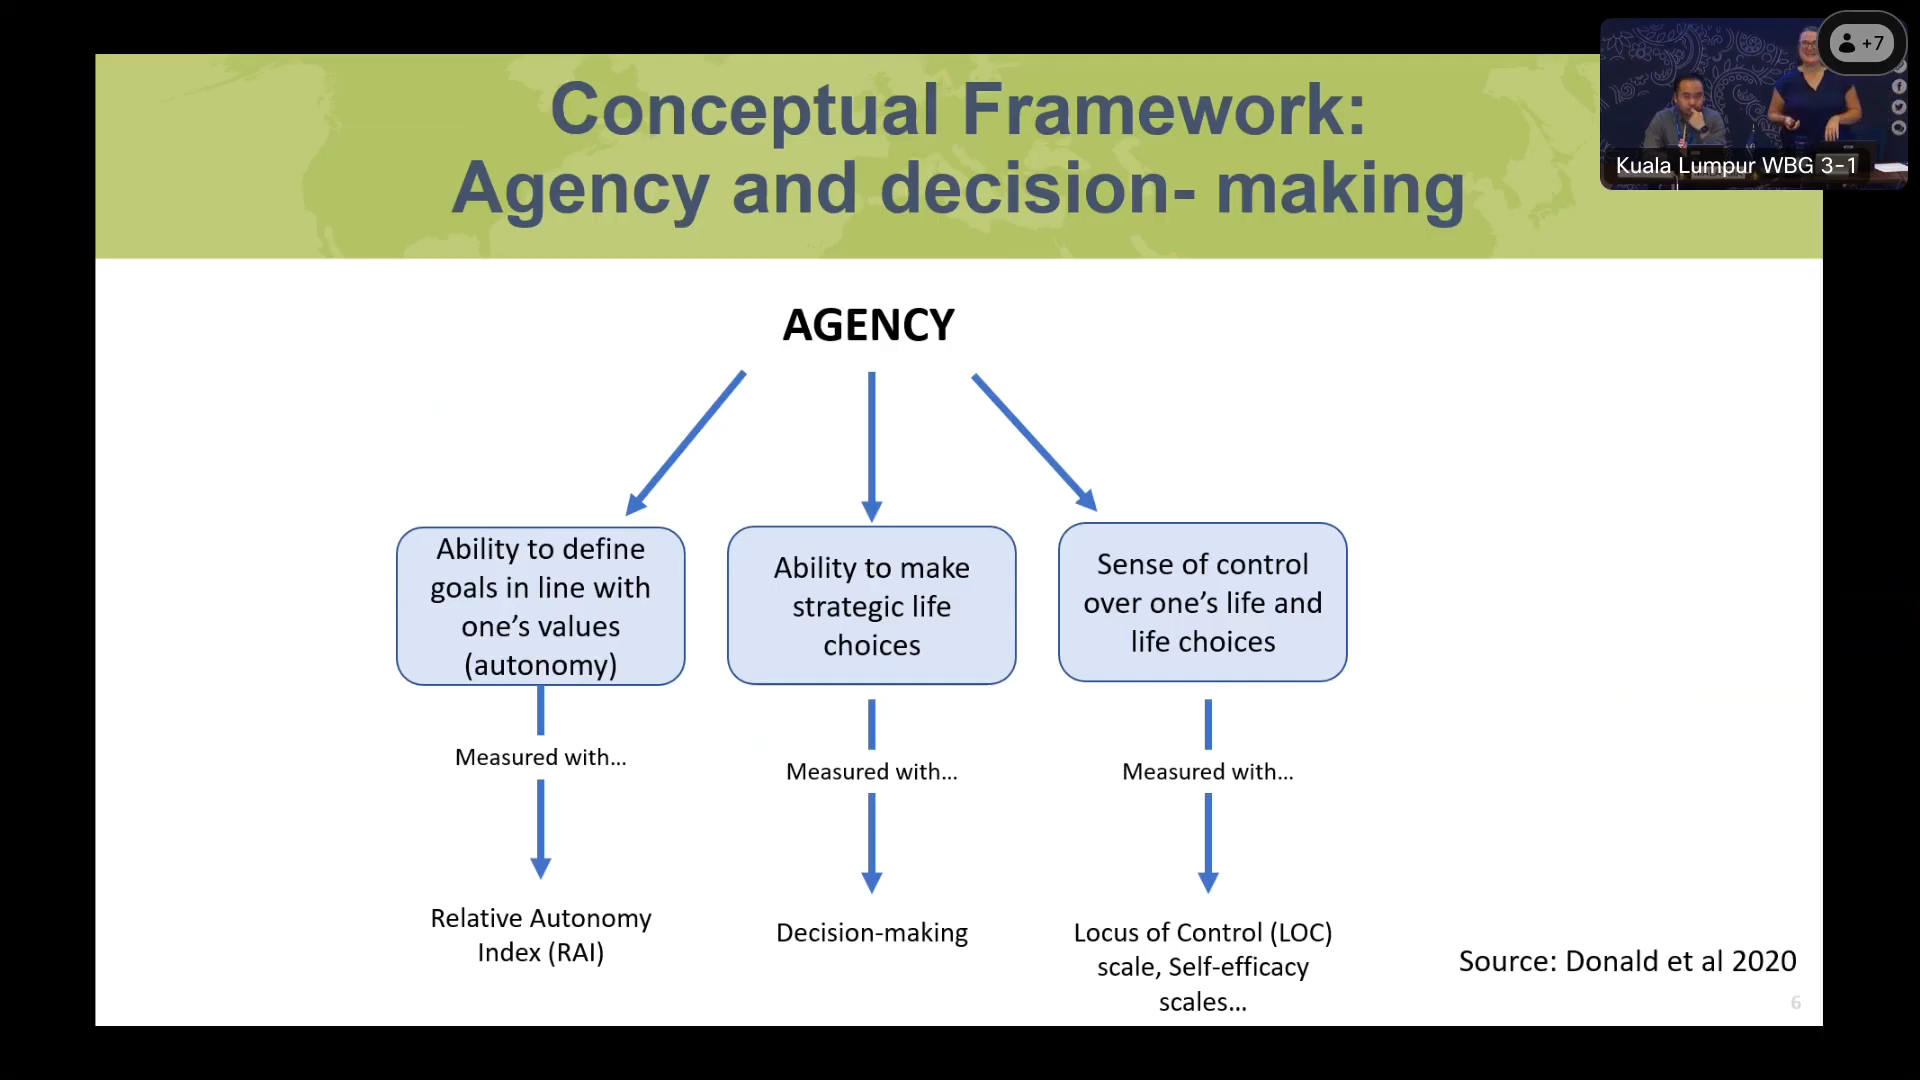 Conceptual Framework:
Agency and decision- making
+7
Kuala Lumpur WBG 3-1
AGENCY
Ability to define
goals in line with
one's values
(autonomy)
Ability to make
strategic life
choices
Sense of control
over one's life and
life choices
Measured with...
Measured with...
Measured with...
Relative Autonomy
Index (RAI)
Decision-making
Locus of Control (LOC)
scale, Self-efficacy
scales...
Source: Donald et al 2020
6